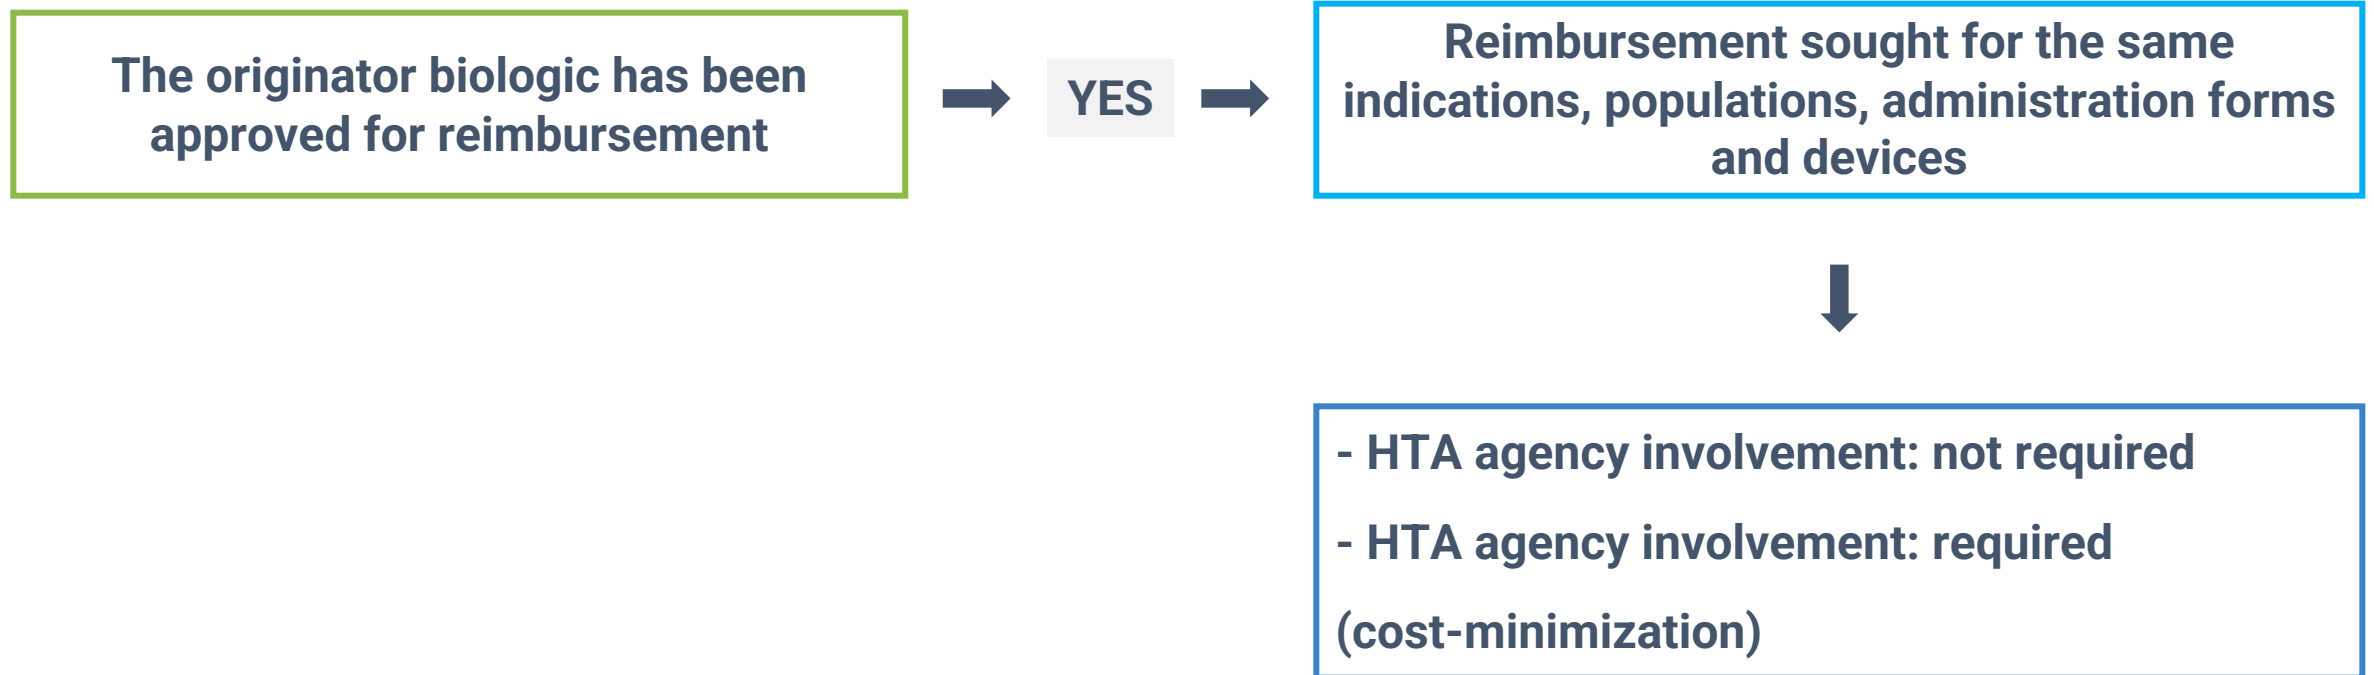 The originator biologic has been
approved for reimbursement
YES
Reimbursement sought for the same
indications, populations, administration forms
and devices
- HTA agency involvement: not required
- HTA agency involvement: required
(cost-minimization)